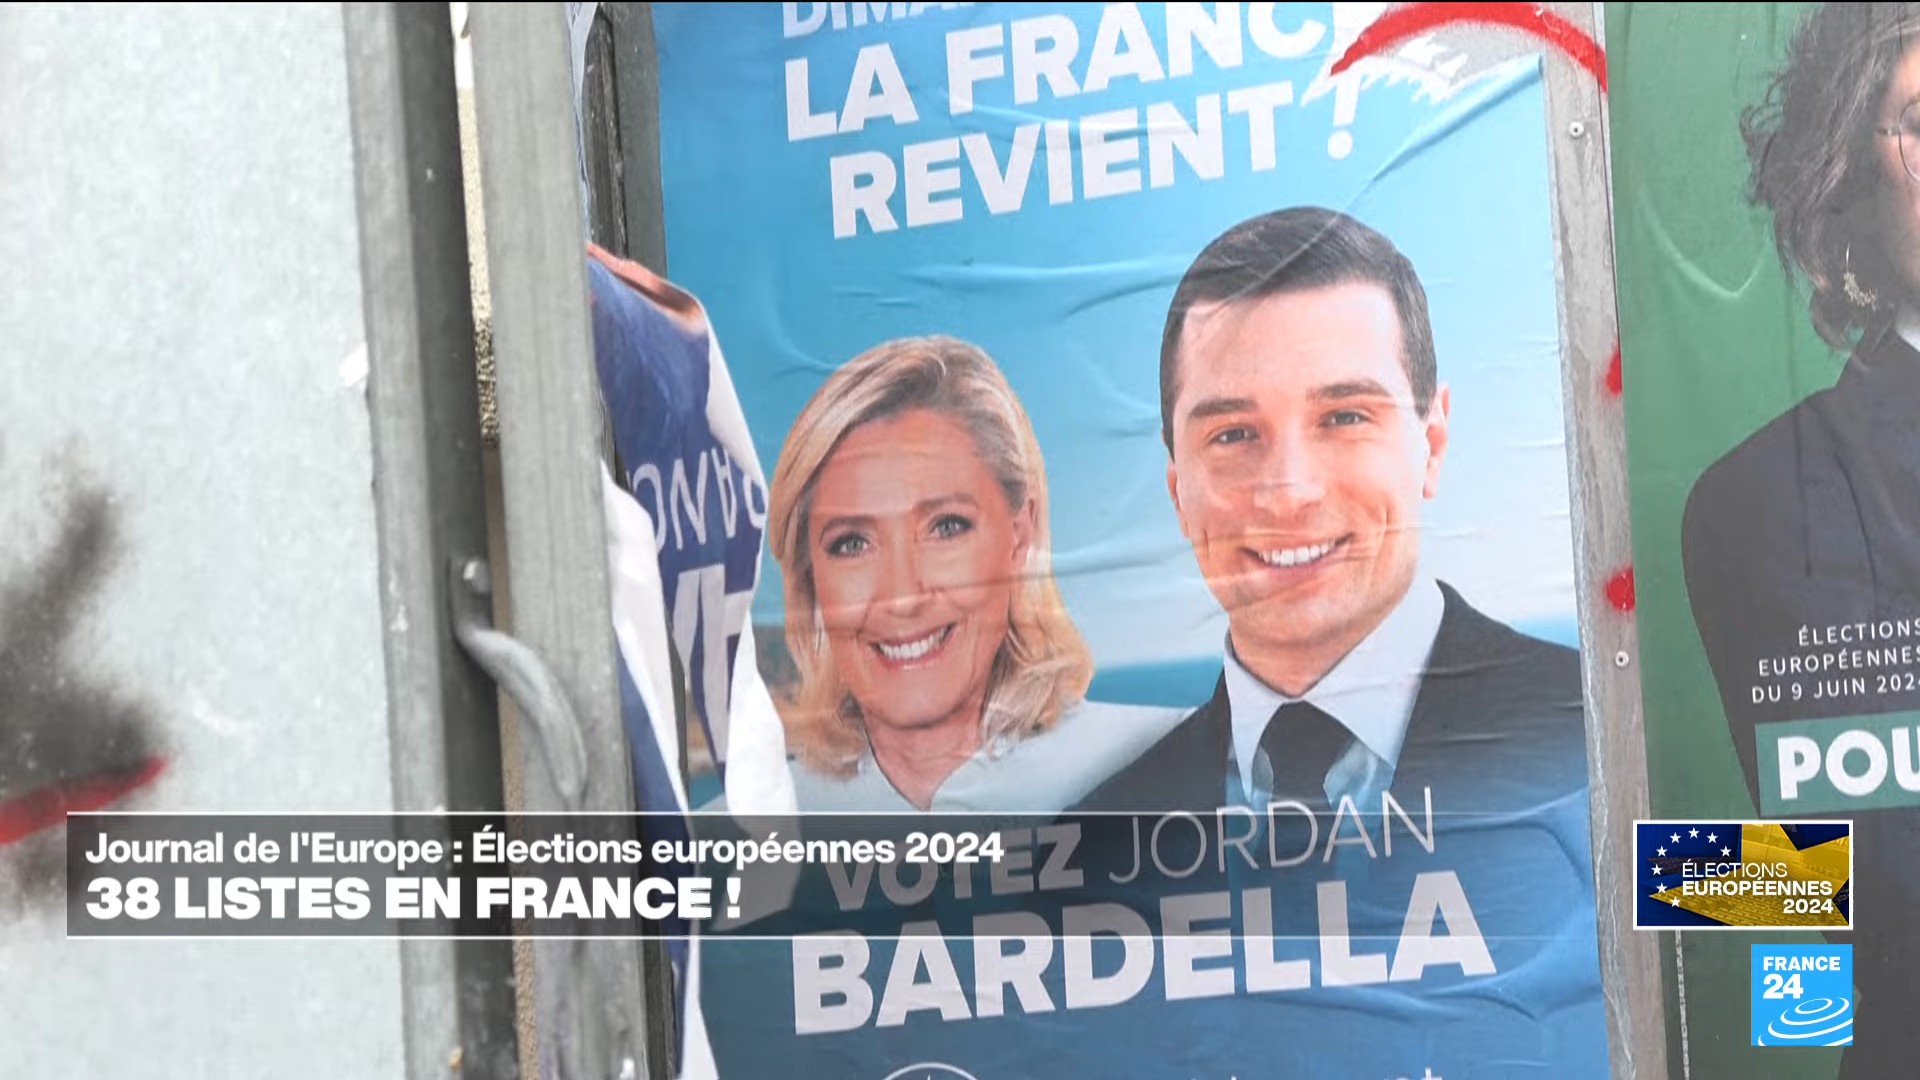 LA FRANCE
REVIENT !
ÉLECTIONS
EUROPÉENNES
DU 9 JUIN 2024
POU
VOTEZ JORDAN
BARDELLA
Journal de l'Europe : Élections européennes 2024
38 LISTES EN FRANCE !
ÉLECTIONS
EUROPÉENNES
2024
FRANCE
24